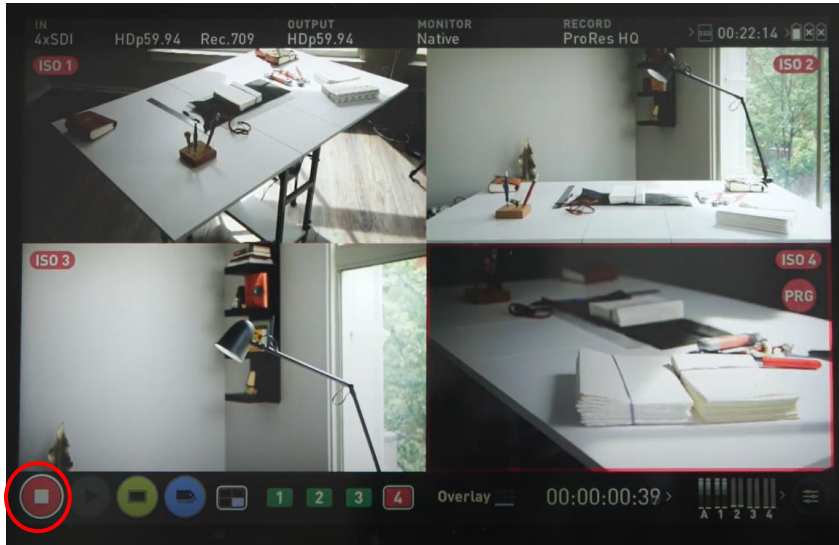 IN OUTPUT MONITOR RECORD
4xSDI HDp59.94 Rec.709 HDp59.94 Native ProRes HQ > SSD 00:22:14 >
ISO 1 ISO 2
ISO 3 ISO 4
PRG
1 2 3 4 Overlay 00:00:00:39 >
A 1 2 3 4